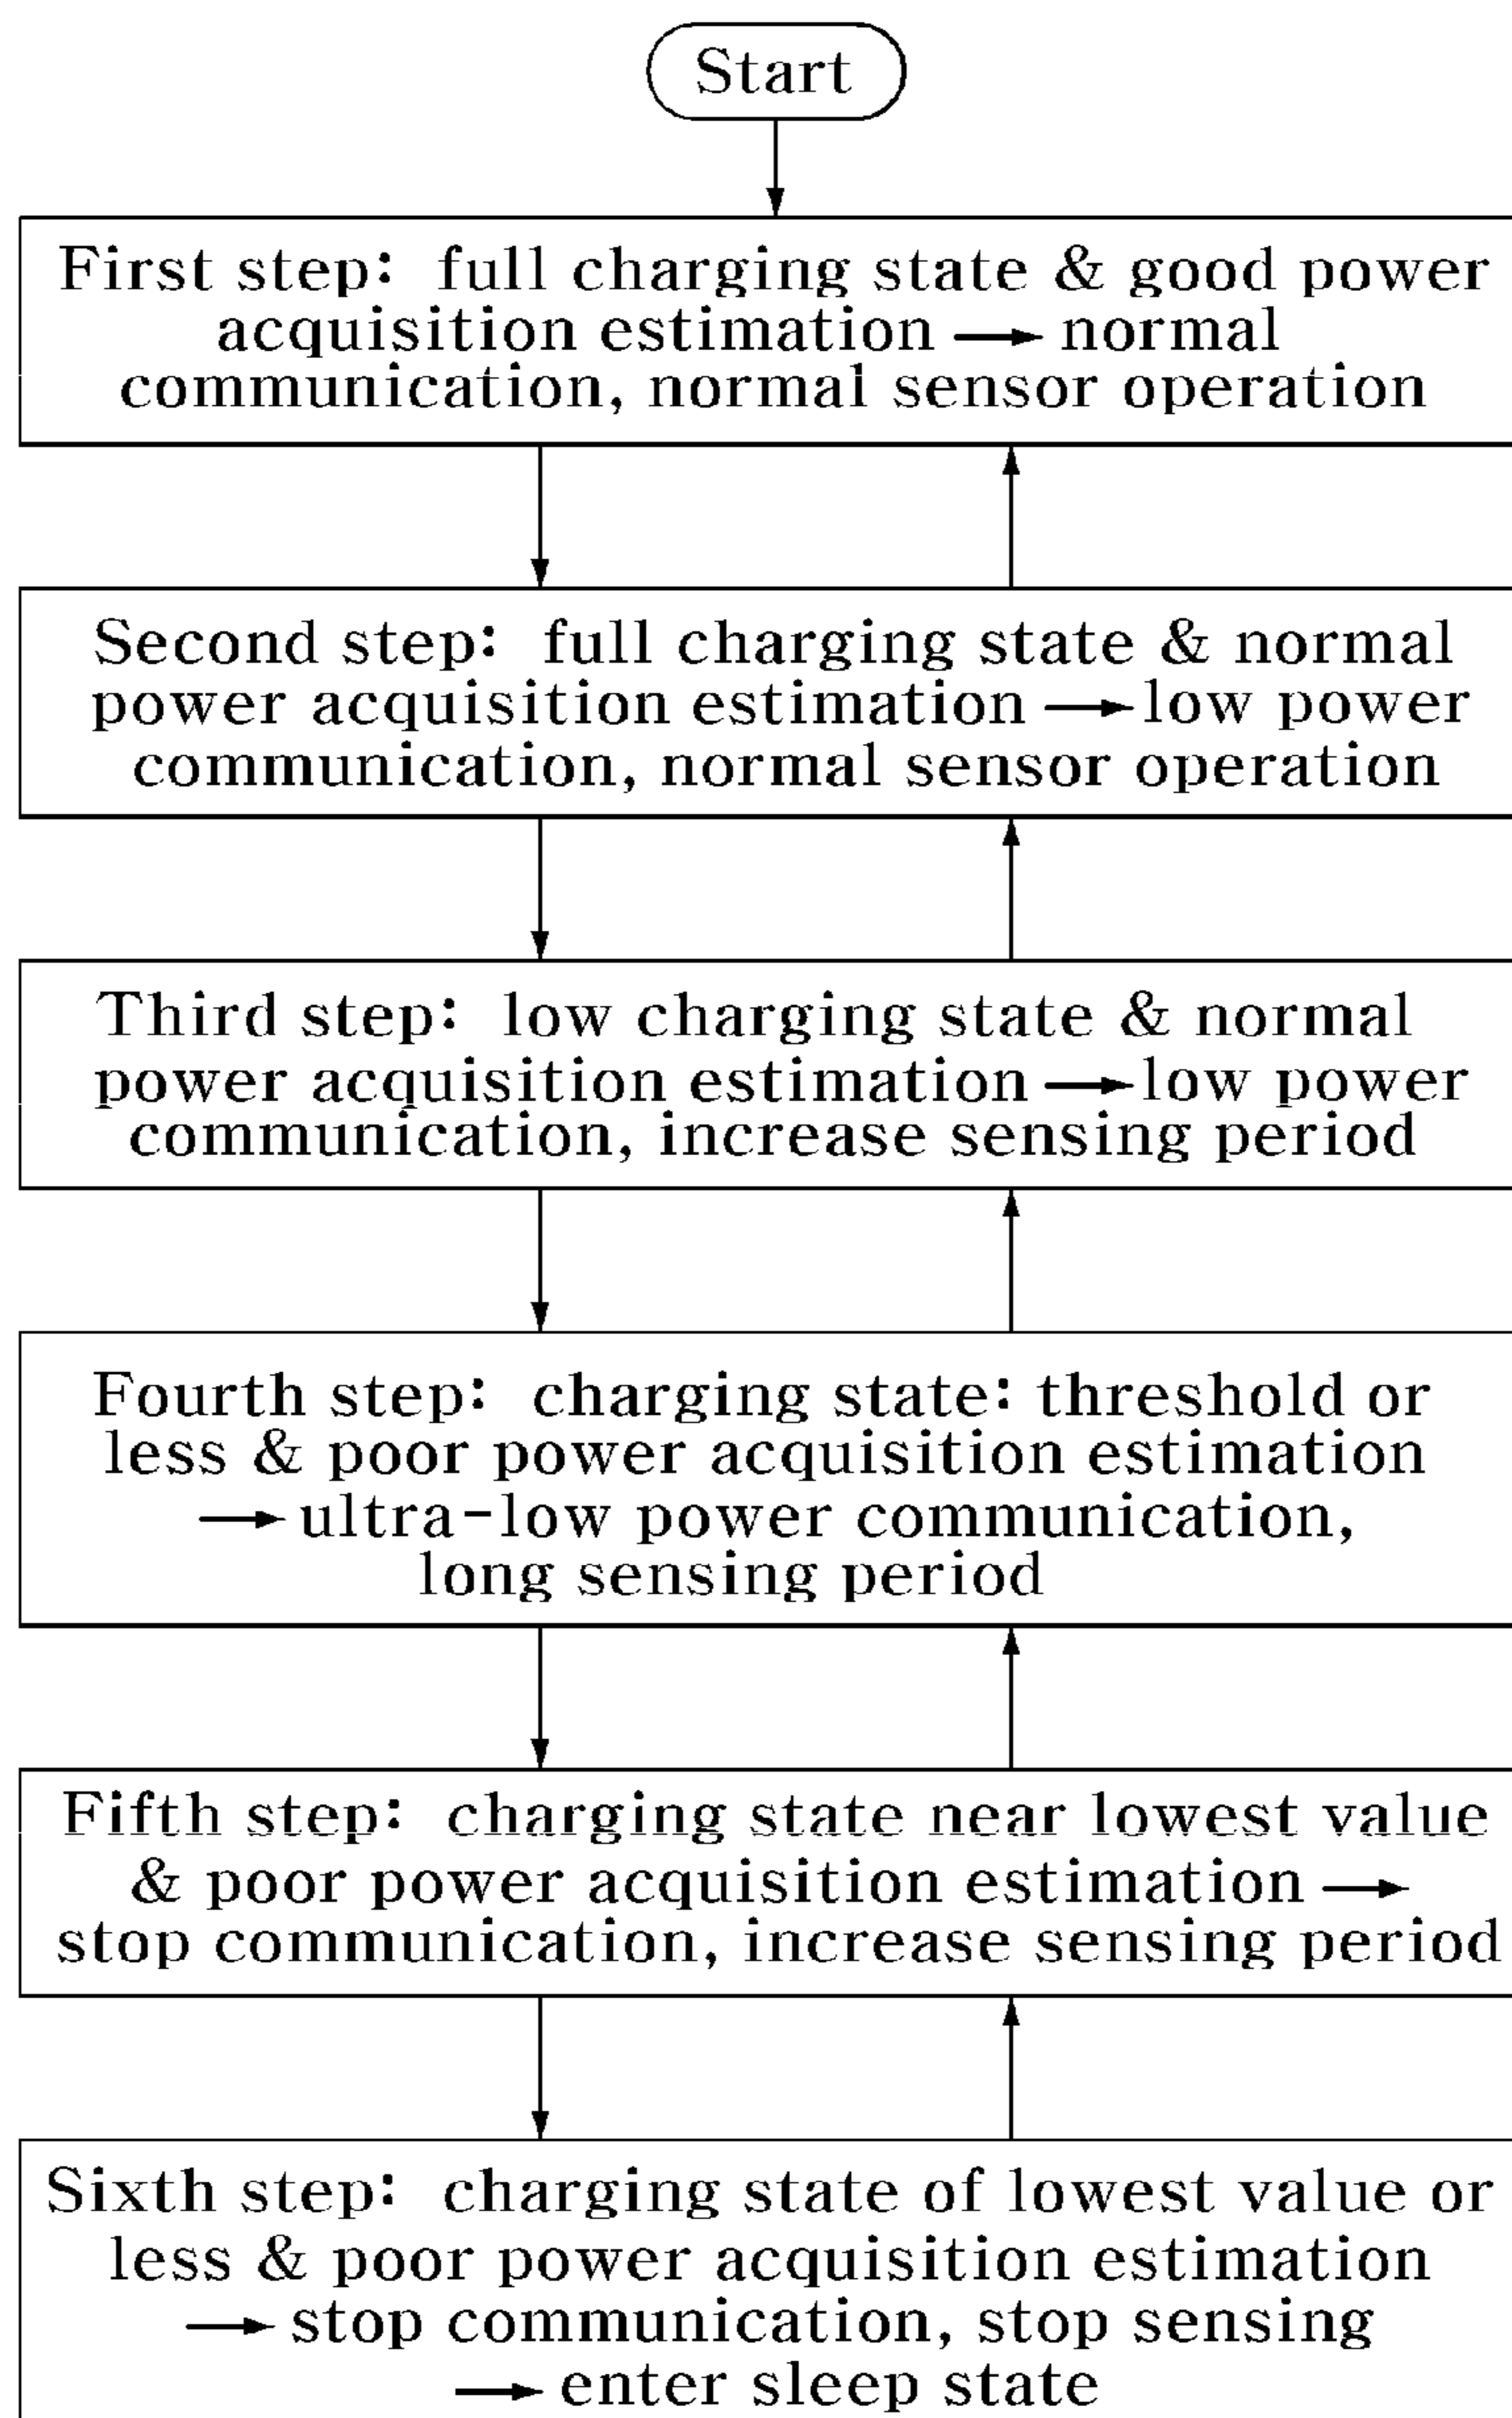 Start
First step: full charging state & good power
acquisition estimation → normal
communication, normal sensor operation
Second step: full charging state & normal
power acquisition estimation → low power
communication, normal sensor operation
Third step: low charging state & normal
power acquisition estimation → low power
communication, increase sensing period
Fourth step: charging state: threshold or
less & poor power acquisition estimation
→ ultra-low power communication,
long sensing period
Fifth step: charging state near lowest value
& poor power acquisition estimation →
stop communication, increase sensing period
Sixth step: charging state of lowest value or
less & poor power acquisition estimation
→ stop communication, stop sensing
→ enter sleep state